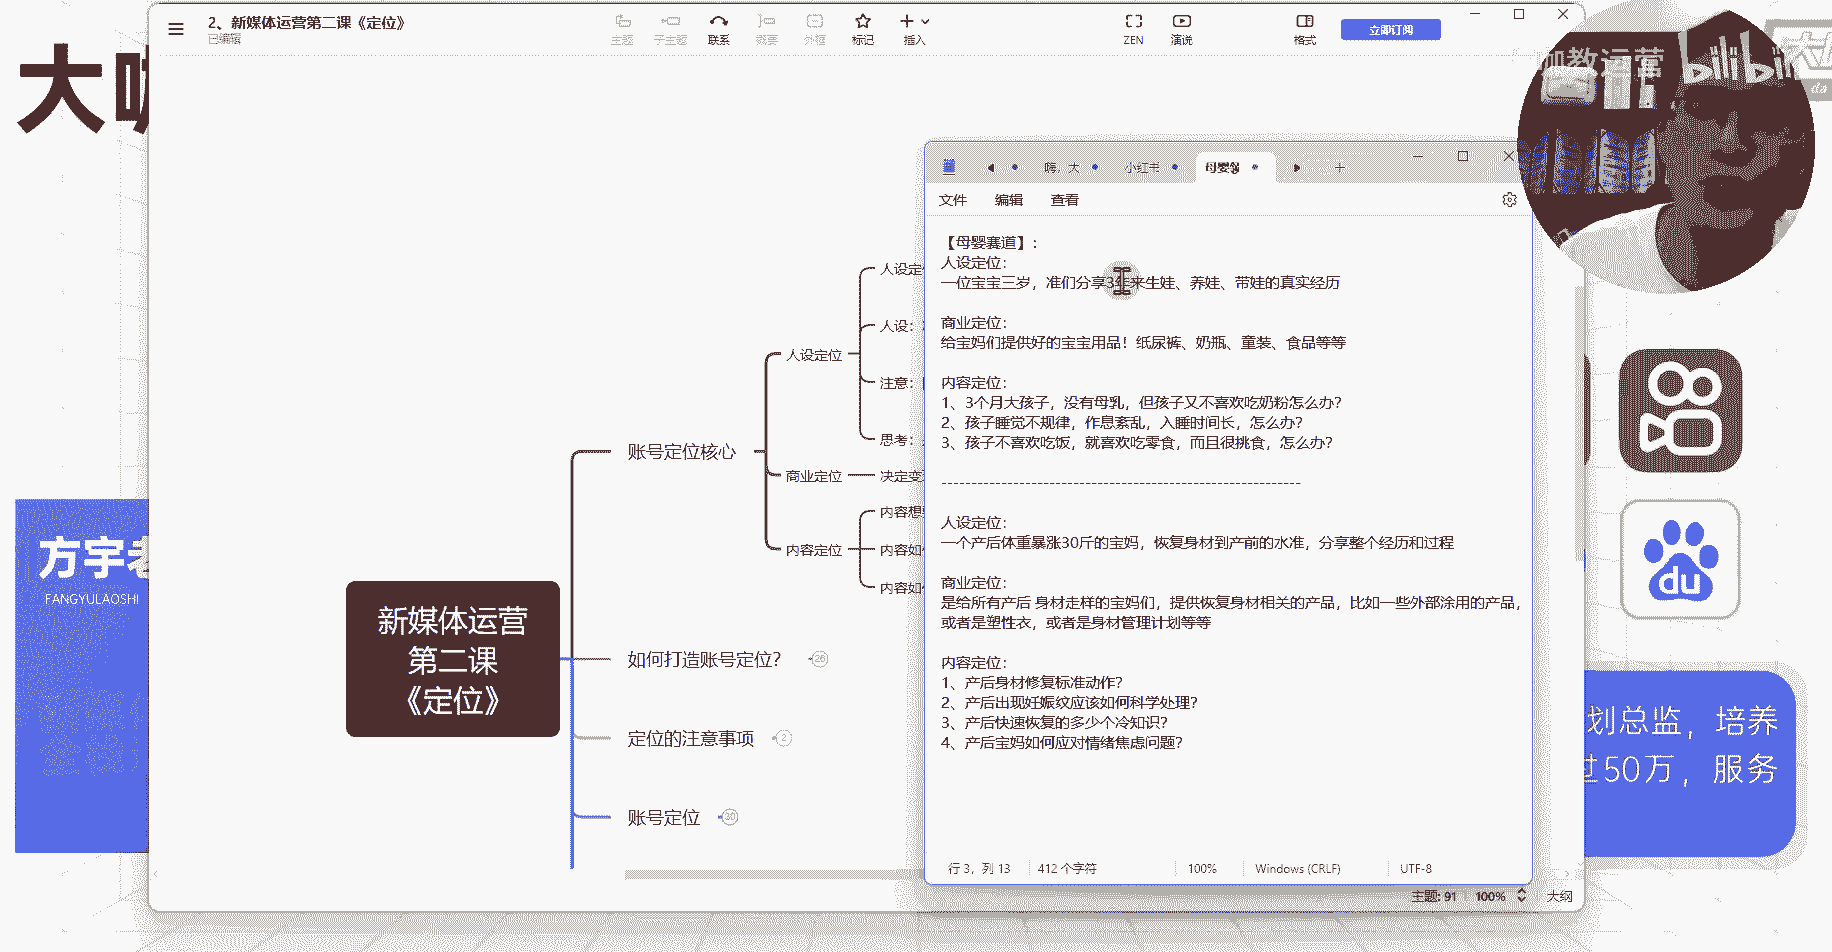 2、新媒体运营第二课《定位》
已编辑
主题
子主题
联系
概要
外框
标记
插入
ZEN
演说
格式
立即订阅
大
咖教运营
bilibili
da
方宇老
FANGYULAOSHI
新媒体运营
第二课
《定位》
账号定位核心
人设定位
人设定
人设：
注意：
思考：
商业定位
决定变
内容定位
内容想
内容如
内容如
如何打造账号定位？
26
定位的注意事项
2
账号定位
30
嗨，大
小红书
母婴赛
文件
编辑
查看
【母婴赛道】：
人设定位：
一位宝宝三岁，准们分享3年来生娃、养娃、带娃的真实经历
商业定位：
给宝妈们提供好的宝宝用品！纸尿裤、奶瓶、童装、食品等等
内容定位：
1、3个月大孩子，没有母乳，但孩子又不喜欢吃奶粉怎么办？
2、孩子睡觉不规律，作息紊乱，入睡时间长，怎么办？
3、孩子不喜欢吃饭，就喜欢吃零食，而且很挑食，怎么办？
------------------------------------------------------------
人设定位：
一个产后体重暴涨30斤的宝妈，恢复身材到产前的水准，分享整个经历和过程
商业定位：
是给所有产后 身材走样的宝妈们，提供恢复身材相关的产品，比如一些外部涂用的产品，
或者是塑性衣，或者是身材管理计划等等
内容定位：
1、产后身材修复标准动作？
2、产后出现妊娠纹应该如何科学处理？
3、产后快速恢复的多少个冷知识？
4、产后宝妈如何应对情绪焦虑问题？
行 3，列 13
412 个字符
100%
Windows (CRLF)
UTF-8
主题: 91
100%
大纲
du
划总监，培养
过50万，服务